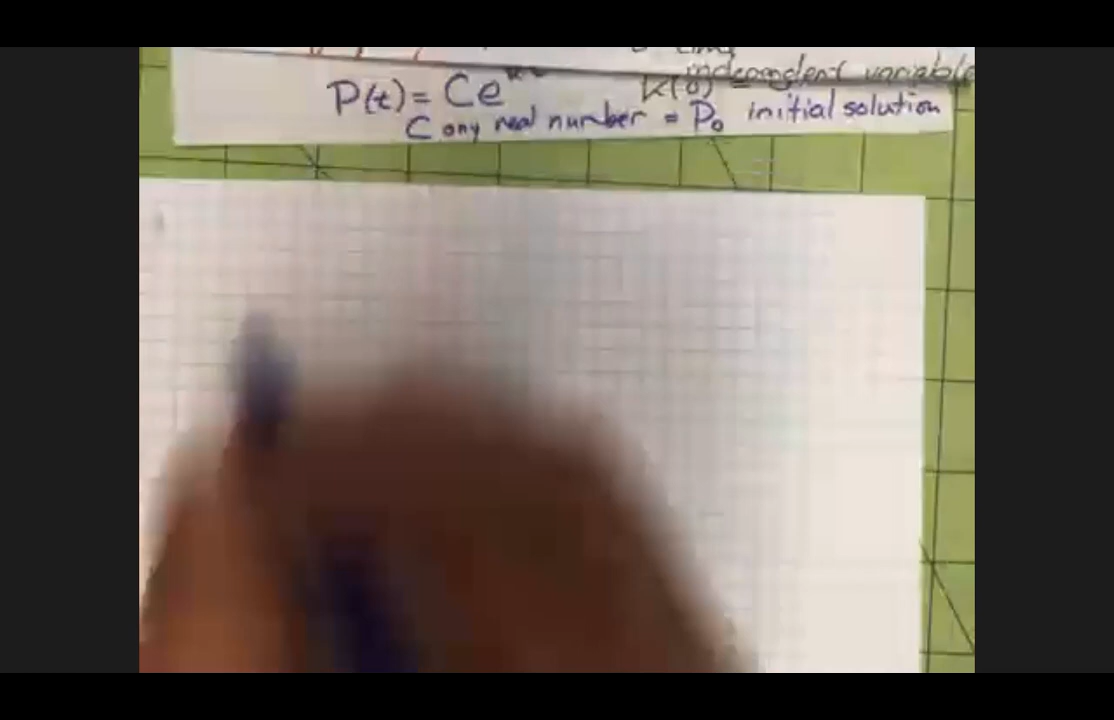 independent variable
P(t) = Ce k(0) =
C any real number = P₀ initial solution